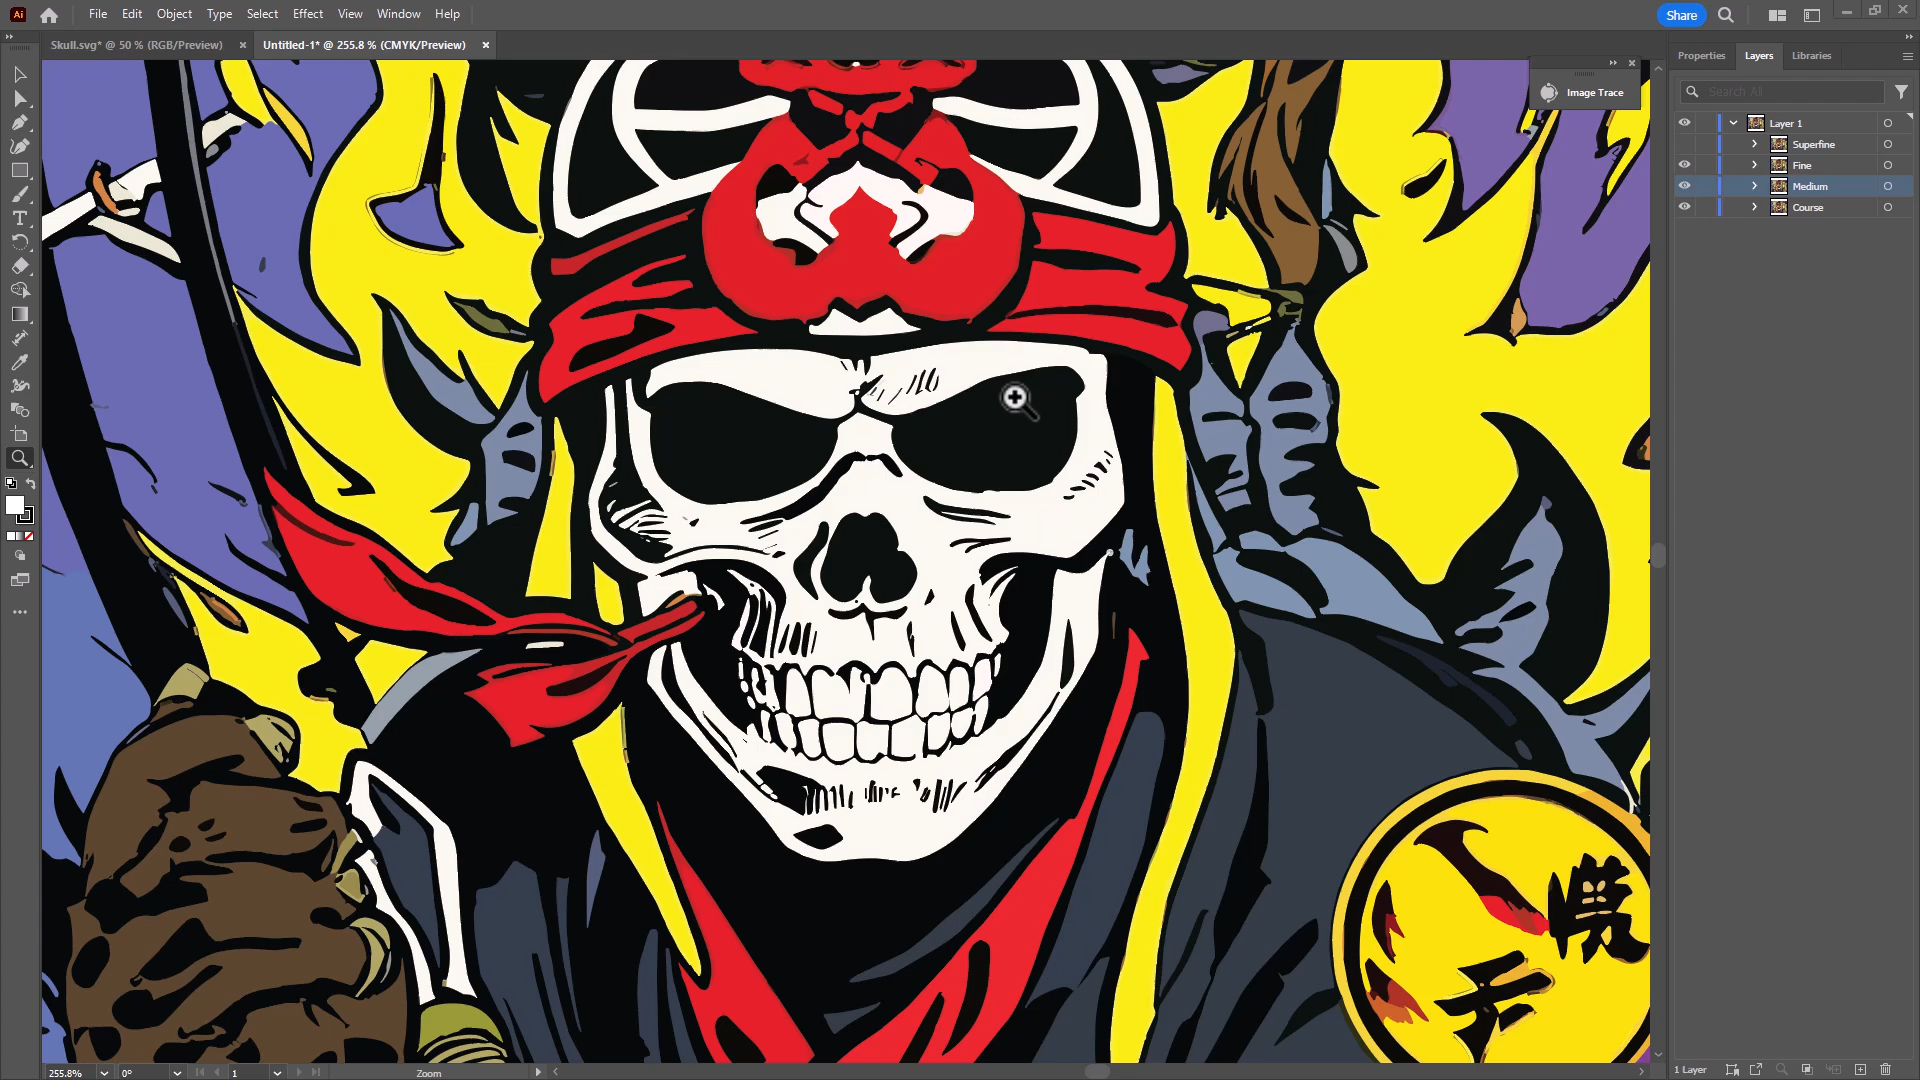 Ai
File Edit Object Type Select Effect View Window Help
Share
Skull.svg* @ 50 % (RGB/Preview) ×
Untitled-1* @ 255.8 % (CMYK/Preview) ×
Properties Layers Libraries
Search All
Image Trace
Layer 1
Superfine
Fine
Medium
Course
255.8%
0°
1
Zoom
1 Layer